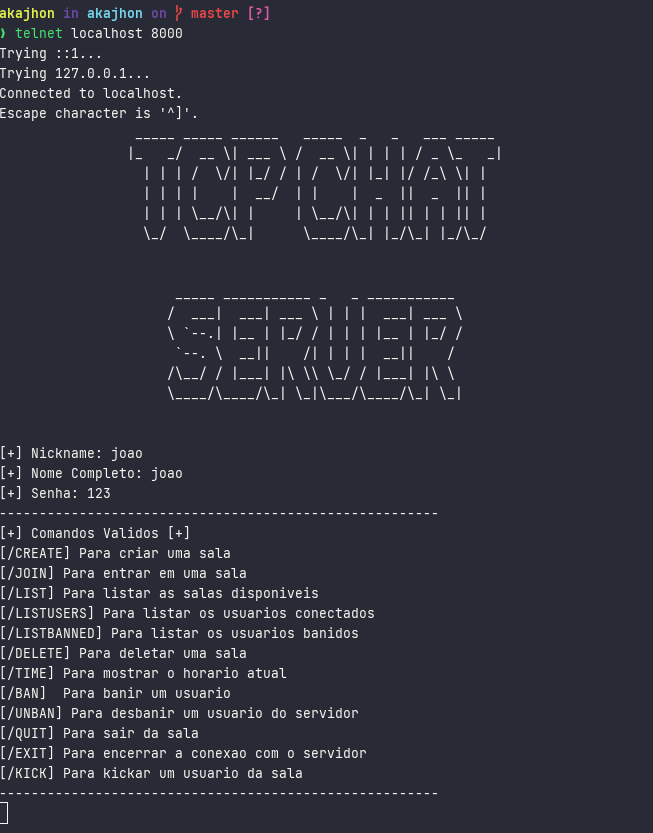 akajhon in akajhon on master [?]
❯ telnet localhost 8000
Trying ::1...
Trying 127.0.0.1...
Connected to localhost.
Escape character is '^]'.
TCP CHAT
SERVER
[+] Nickname: joao
[+] Nome Completo: joao
[+] Senha: 123
-------------------------------------------------------
[+] Comandos Validos [+]
[/CREATE] Para criar uma sala
[/JOIN] Para entrar em uma sala
[/LIST] Para listar as salas disponiveis
[/LISTUSERS] Para listar os usuarios conectados
[/LISTBANNED] Para listar os usuarios banidos
[/DELETE] Para deletar uma sala
[/TIME] Para mostrar o horario atual
[/BAN]  Para banir um usuario
[/UNBAN] Para desbanir um usuario do servidor
[/QUIT] Para sair da sala
[/EXIT] Para encerrar a conexao com o servidor
[/KICK] Para kickar um usuario da sala
-------------------------------------------------------